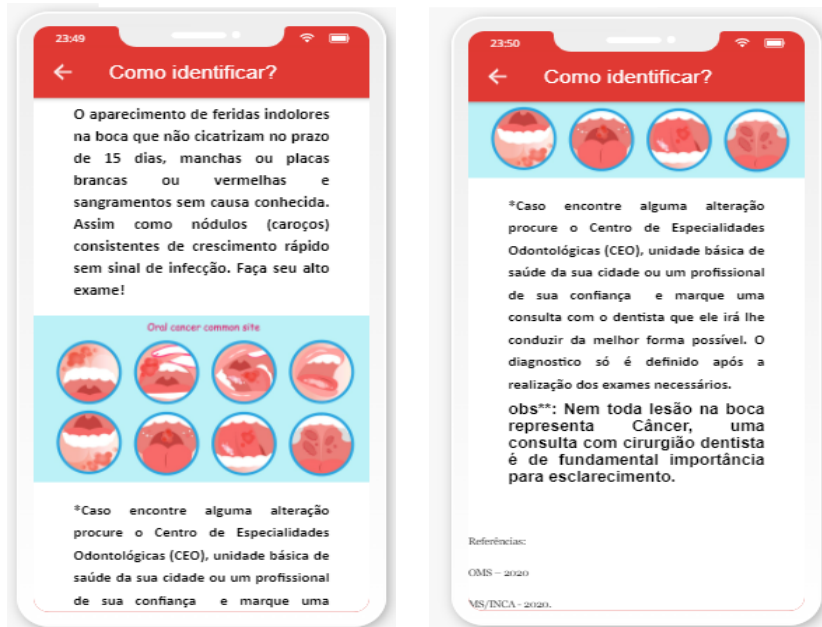 23:49
Como identificar?
O aparecimento de feridas indolores
na boca que não cicatrizam no prazo
de 15 dias, manchas ou placas
brancas ou vermelhas e
sangramentos sem causa conhecida.
Assim como nódulos (caroços)
consistentes de crescimento rápido
sem sinal de infecção. Faça seu alto
exame!
Oral cancer common site
*Caso encontre alguma alteração
procure o Centro de Especialidades
Odontológicas (CEO), unidade básica de
saúde da sua cidade ou um profissional
de sua confiança e marque uma
23:50
Como identificar?
*Caso encontre alguma alteração
procure o Centro de Especialidades
Odontológicas (CEO), unidade básica de
saúde da sua cidade ou um profissional
de sua confiança e marque uma
consulta com o dentista que ele irá lhe
conduzir da melhor forma possível. O
diagnostico só é definido após a
realização dos exames necessários.
obs**: Nem toda lesão na boca
representa Câncer, uma
consulta com cirurgião dentista
é de fundamental importância
para esclarecimento.
Referências:
OMS – 2020
MS/INCA - 2020.